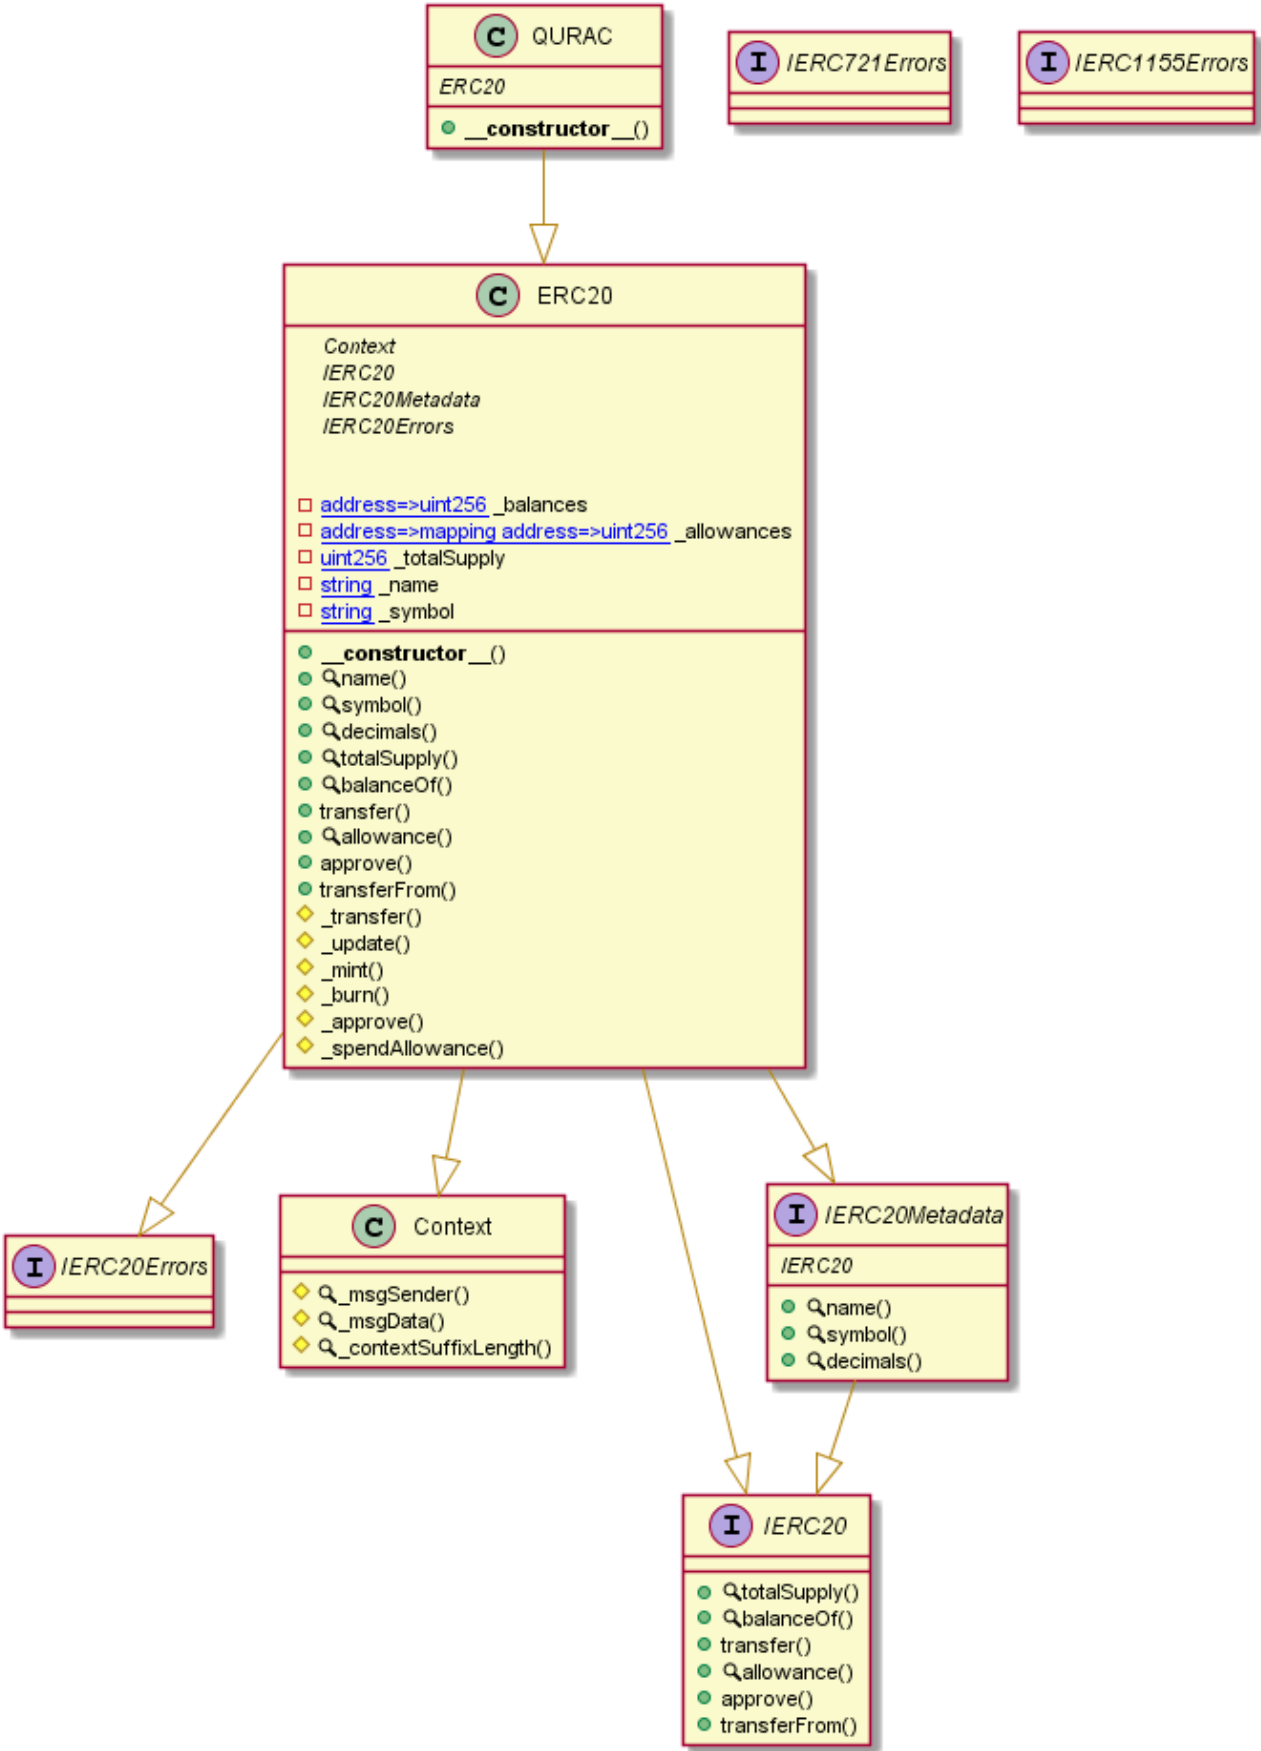 C QURAC
ERC20
__constructor__()
I IERC721Errors
I IERC1155Errors
C ERC20
Context
IERC20
IERC20Metadata
IERC20Errors
address=>uint256 _balances
address=>mapping address=>uint256 _allowances
uint256 _totalSupply
string _name
string _symbol
__constructor__()
name()
symbol()
decimals()
totalSupply()
balanceOf()
transfer()
allowance()
approve()
transferFrom()
_transfer()
_update()
_mint()
_burn()
_approve()
_spendAllowance()
I IERC20Errors
C Context
_msgSender()
_msgData()
_contextSuffixLength()
I IERC20Metadata
IERC20
name()
symbol()
decimals()
I IERC20
totalSupply()
balanceOf()
transfer()
allowance()
approve()
transferFrom()